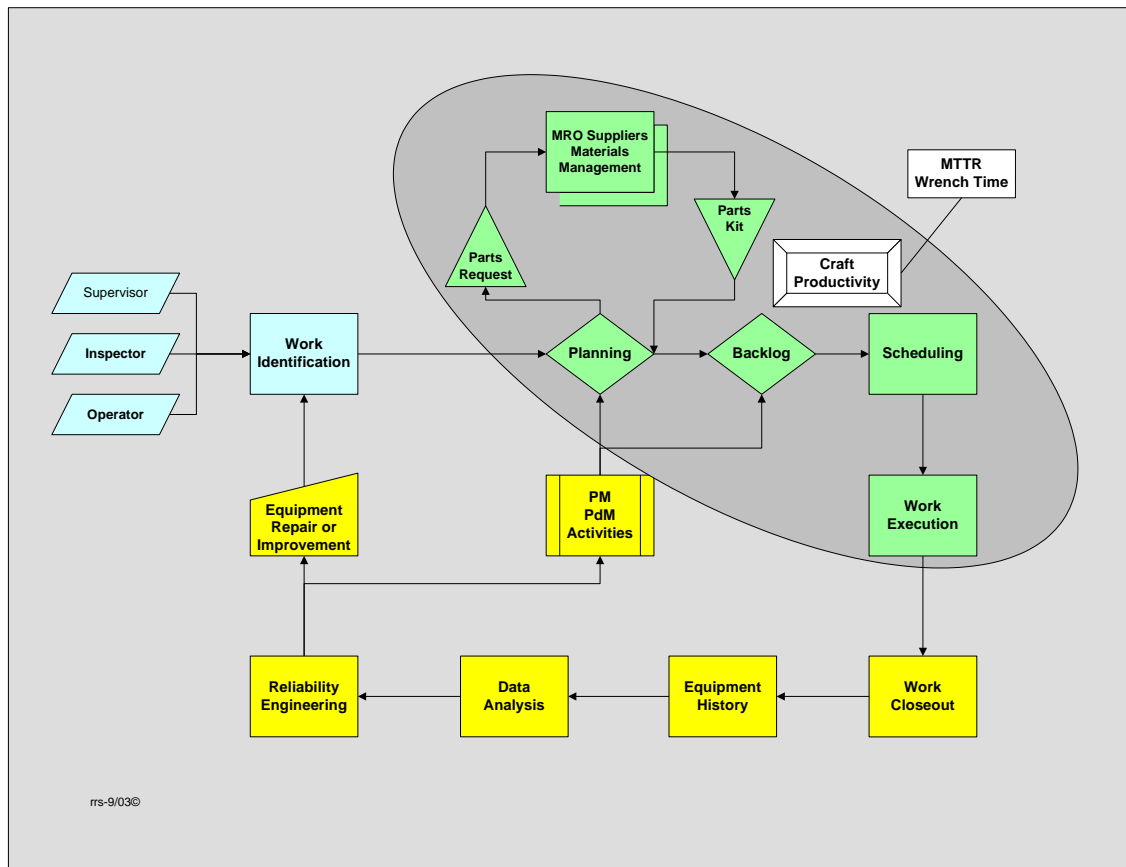 MRO Suppliers
Materials
Management
MTTR
Wrench Time
Parts
Kit
Parts
Request
Craft
Productivity
Supervisor
Inspector
Operator
Work
Identification
Planning
Backlog
Scheduling
Equipment
Repair or
Improvement
PM
PdM
Activities
Work
Execution
Reliability
Engineering
Data
Analysis
Equipment
History
Work
Closeout
rrs-9/03©